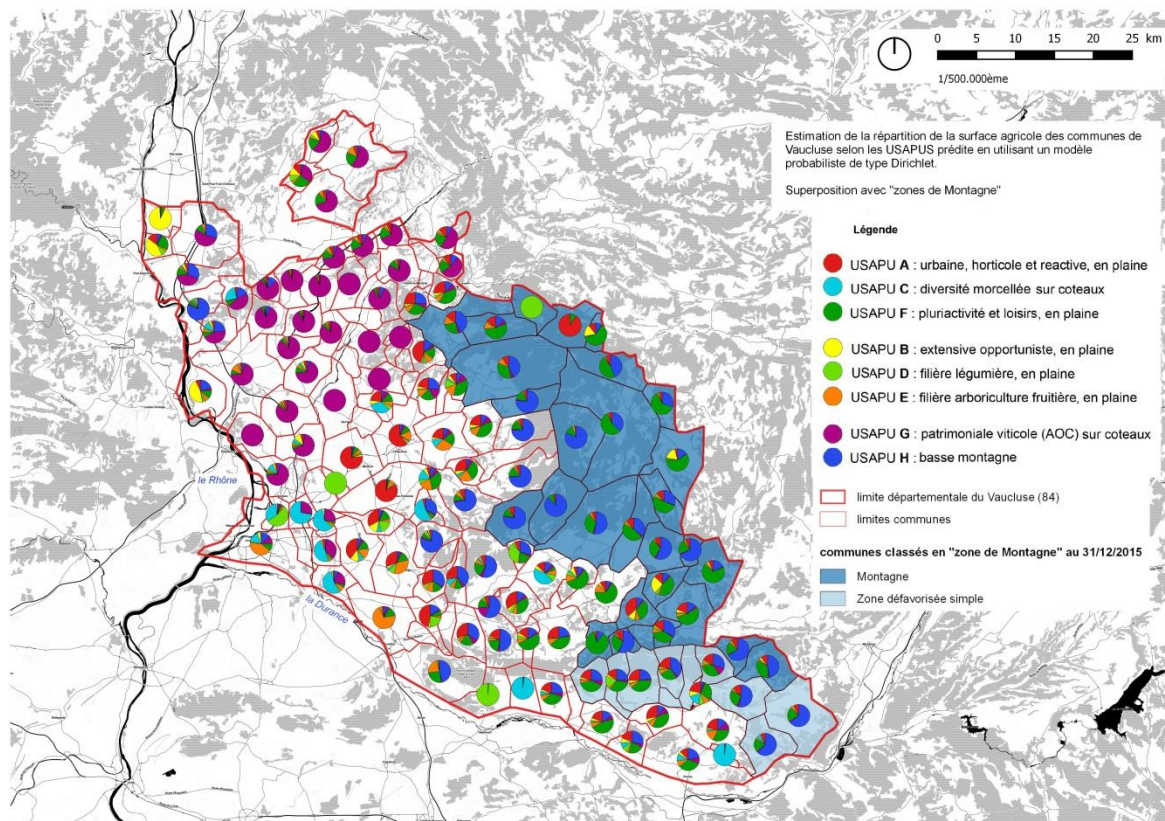 0 5 10 15 20 25 km
1/500.000ème
Estimation de la répartition de la surface agricole des communes de
Vaucluse selon les USAPUS prédite en utilisant un modèle
probabiliste de type Dirichlet.
Superposition avec "zones de Montagne"
Légende
USAPU A : urbaine, horticole et reactive, en plaine
USAPU C : diversité morcellée sur coteaux
USAPU F : pluriactivité et loisirs, en plaine
USAPU B : extensive opportuniste, en plaine
USAPU D : filière légumière, en plaine
USAPU E : filière arboriculture fruitière, en plaine
USAPU G : patrimoniale viticole (AOC) sur coteaux
USAPU H : basse montagne
limite départementale du Vaucluse (84)
limites communes
communes classés en "zone de Montagne" au 31/12/2015
Montagne
Zone défavorisée simple
le Rhône
la Durance